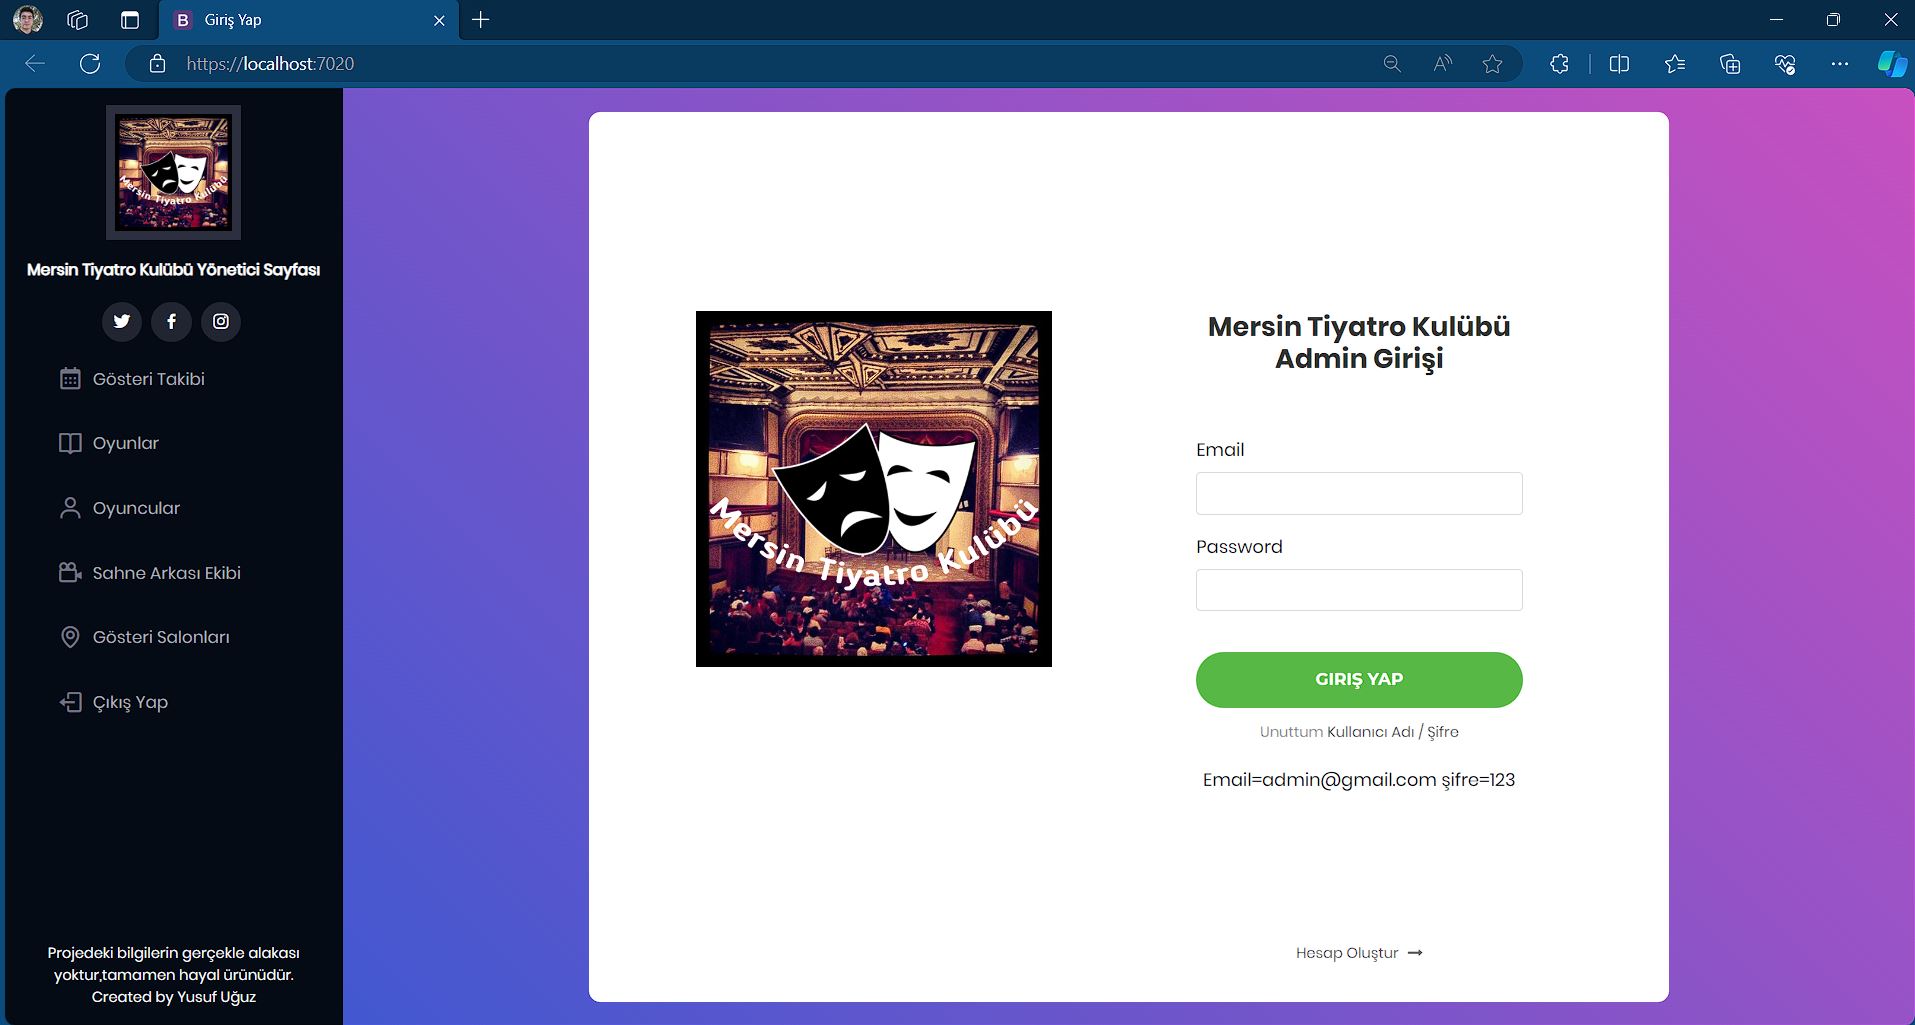 Giriş Yap
https://localhost:7020
Mersin Tiyatro Kulübü
Mersin Tiyatro Kulübü Yönetici Sayfası
Gösteri Takibi
Oyunlar
Oyuncular
Sahne Arkası Ekibi
Gösteri Salonları
Çıkış Yap
Projedeki bilgilerin gerçekle alakası
yoktur,tamamen hayal ürünüdür.
Created by Yusuf Uğuz
Mersin Tiyatro Kulübü
Mersin Tiyatro Kulübü
Admin Girişi
Email
Password
GIRIŞ YAP
Unuttum Kullanıcı Adı / Şifre
Email=admin@gmail.com şifre=123
Hesap Oluştur →